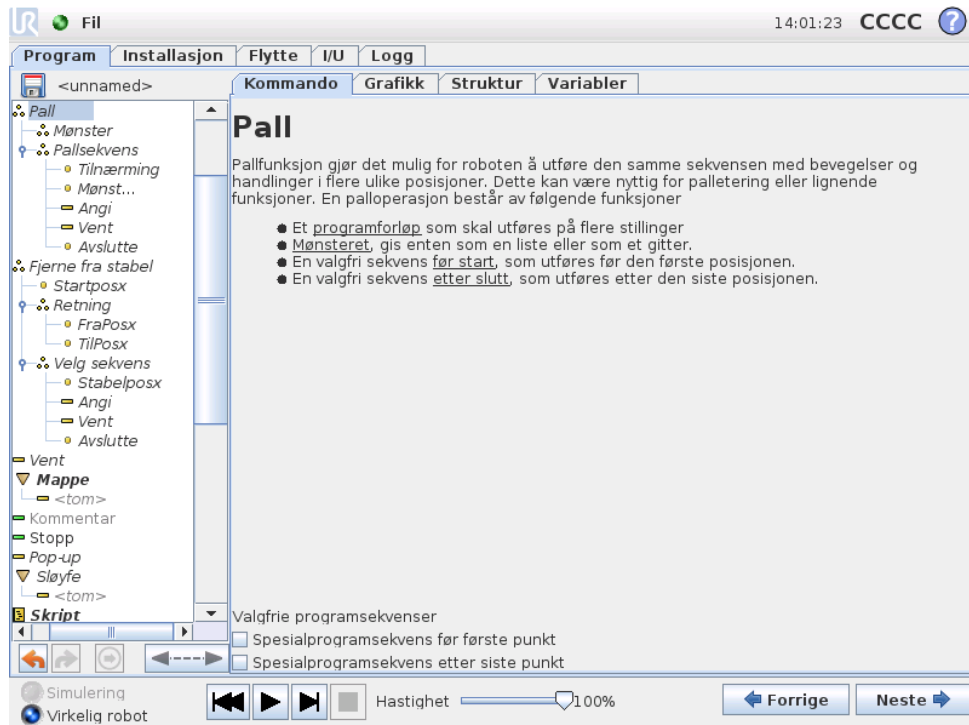 UR Fil 14:01:23 CCCC ?
Program Installasjon Flytte I/U Logg
<unnamed>
Kommando Grafikk Struktur Variabler
Pall
Mønster
Pallsekvens
Tilnærming
Mønst...
Angi
Vent
Avslutte
Fjerne fra stabel
Startposx
Retning
FraPosx
TilPosx
Velg sekvens
Stabelposx
Angi
Vent
Avslutte
Vent
Mappe
<tom>
Kommentar
Stopp
Pop-up
Sløyfe
<tom>
Skript
Pall
Pallfunksjon gjør det mulig for roboten å utføre den samme sekvensen med bevegelser og
handlinger i flere ulike posisjoner. Dette kan være nyttig for palletering eller lignende
funksjoner. En palloperasjon består av følgende funksjoner
Et programforløp som skal utføres på flere stillinger
Mønsteret, gis enten som en liste eller som et gitter.
En valgfri sekvens før start, som utføres før den første posisjonen.
En valgfri sekvens etter slutt, som utføres etter den siste posisjonen.
Valgfrie programsekvenser
Spesialprogramsekvens før første punkt
Spesialprogramsekvens etter siste punkt
Simulering
Virkelig robot
Hastighet 100%
Forrige Neste